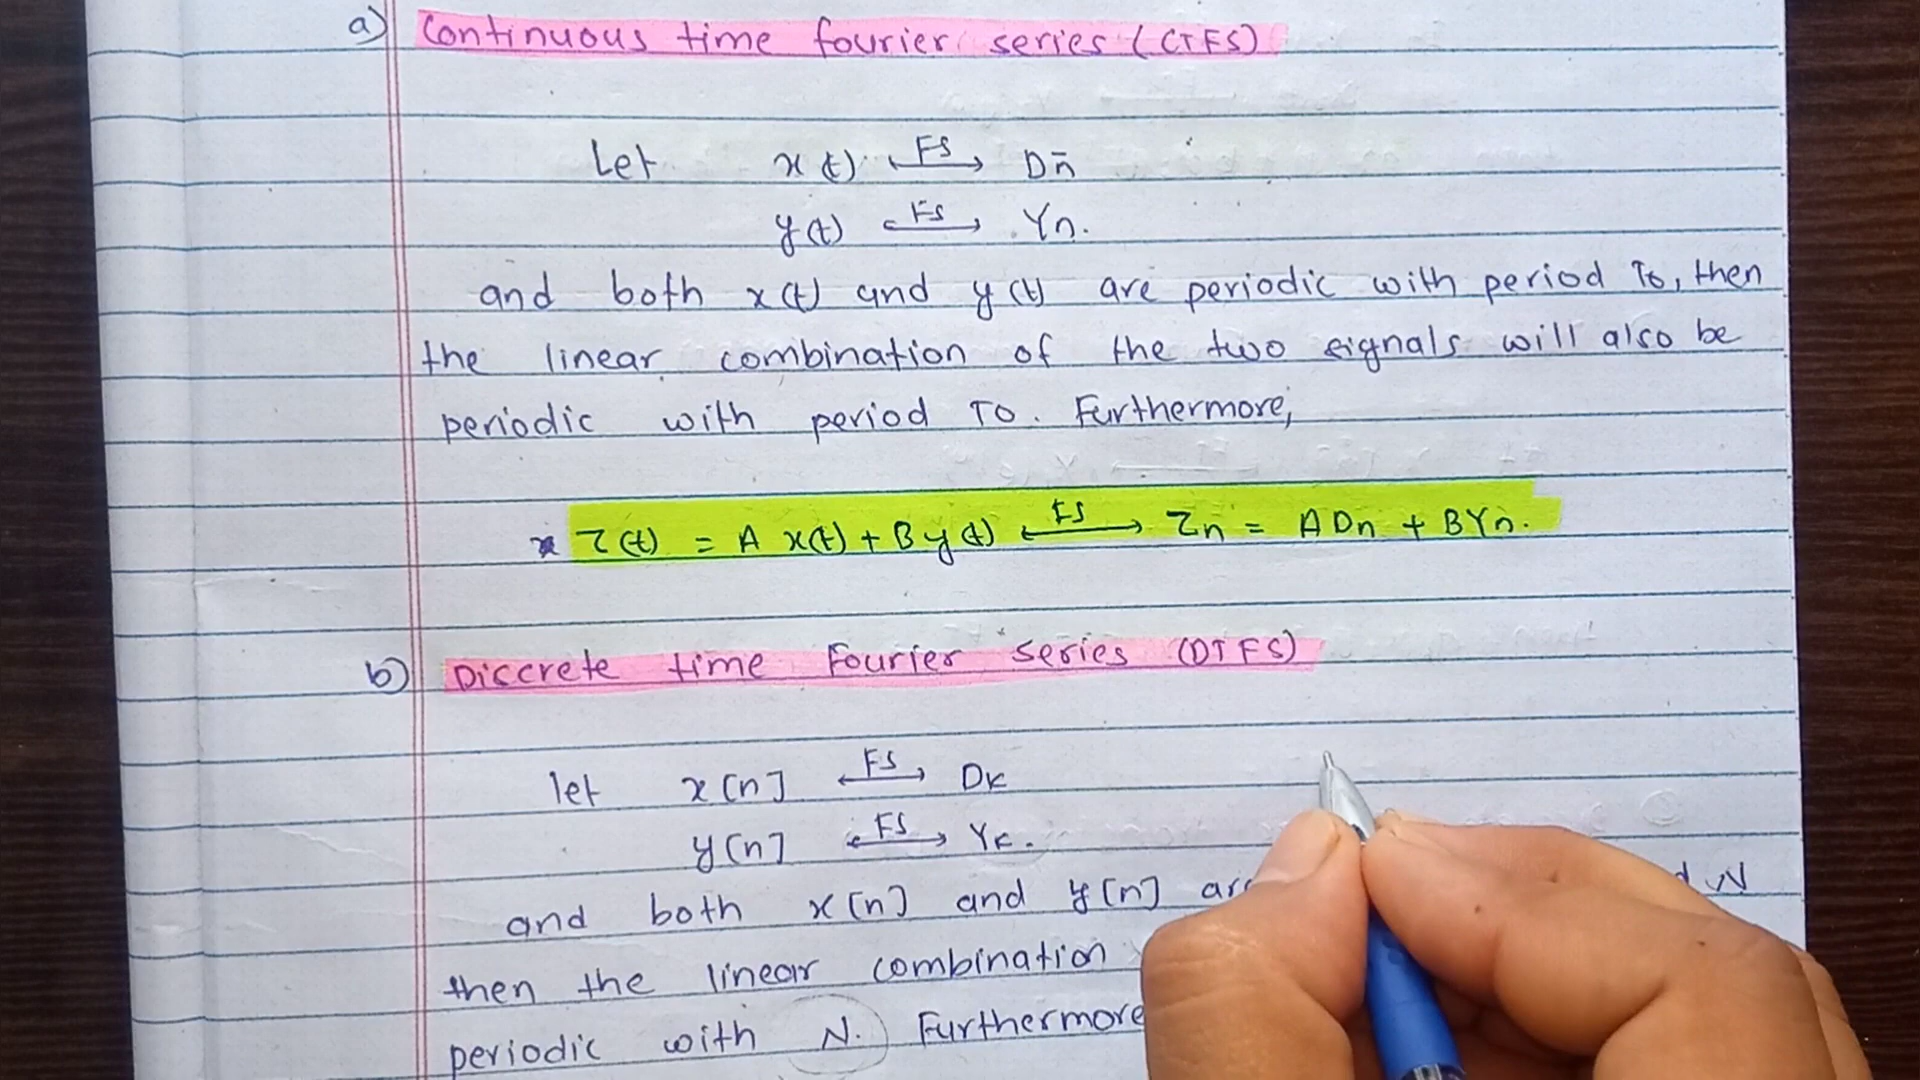 a) Continuous time fourier series (CTFS)
Let x(t) ←FS→ Dn̄
y(t) ←FS→ Yn.
and both x(t) and y(t) are periodic with period To, then
the linear combination of the two signals will also be
periodic with period To. Furthermore,
Z(t) = A x(t) + B y(t) ←FS→ Zn = A Dn + B Yn.
b) Discrete time Fourier series (DTFS)
let x[n] ←FS→ DK
y[n] ←FS→ YK.
and both x[n] and y[n] N
then the linear combination
periodic with N. Furthermore